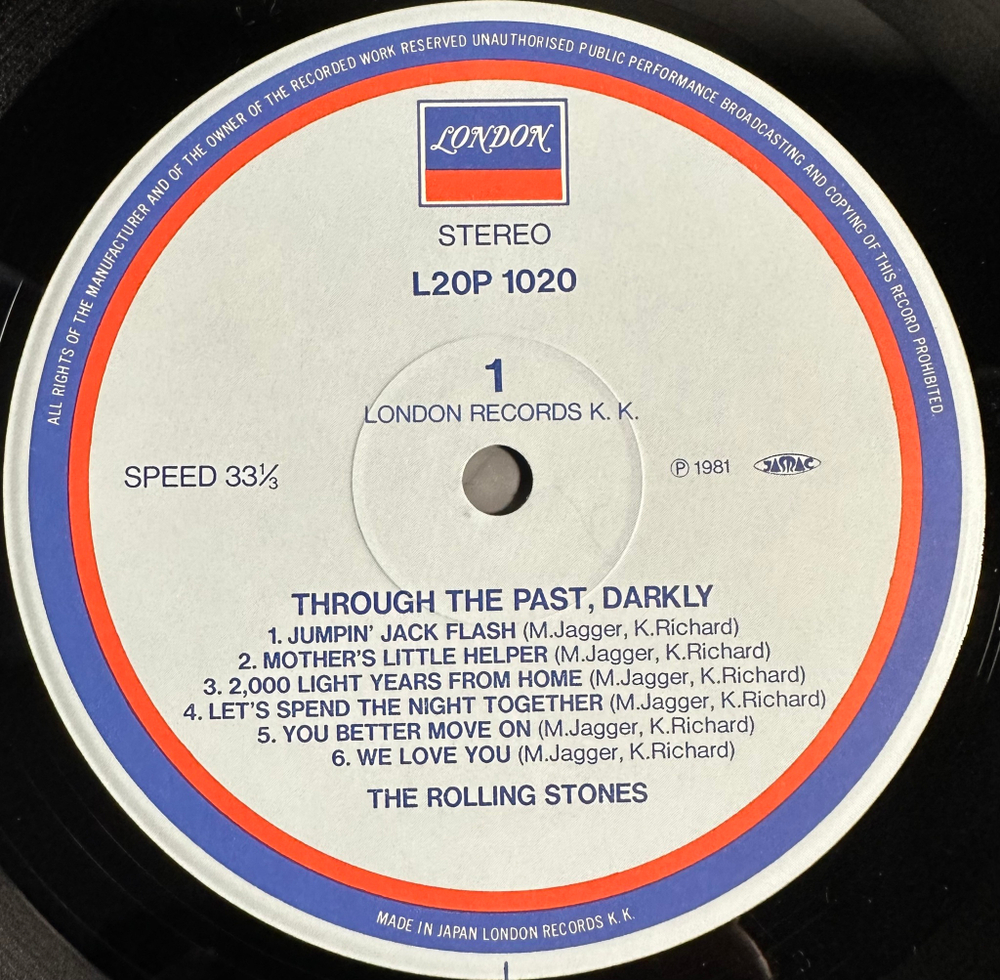 ALL RIGHTS OF THE MANUFACTURER AND OF THE OWNER OF THE RECORDED WORK RESERVED UNAUTHORISED PUBLIC PERFORMANCE BROADCASTING AND COPYING OF THIS RECORD PROHIBITED
LONDON
STEREO
L20P 1020
1
LONDON RECORDS K. K.
SPEED 33⅓
Ⓟ 1981 JASRAC
THROUGH THE PAST, DARKLY
1. JUMPIN' JACK FLASH (M.Jagger, K.Richard)
2. MOTHER'S LITTLE HELPER (M.Jagger, K.Richard)
3. 2,000 LIGHT YEARS FROM HOME (M.Jagger, K.Richard)
4. LET'S SPEND THE NIGHT TOGETHER (M.Jagger, K.Richard)
5. YOU BETTER MOVE ON (M.Jagger, K.Richard)
6. WE LOVE YOU (M.Jagger, K.Richard)
THE ROLLING STONES
MADE IN JAPAN LONDON RECORDS K. K.